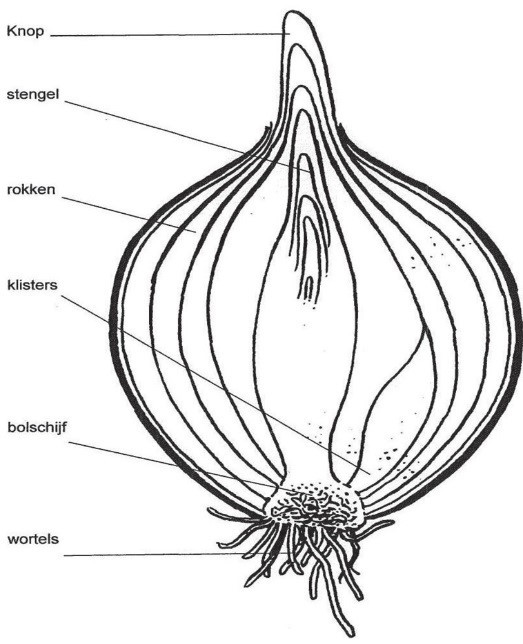 Knop
stengel
rokken
klisters
bolschijf
wortels